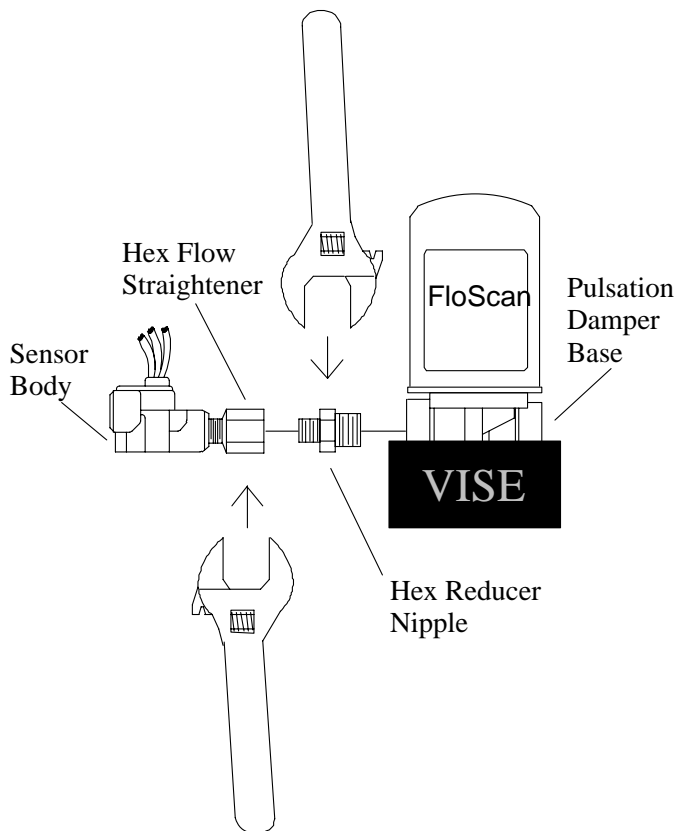 Hex Flow
Straightener
FloScan
Pulsation
Damper
Base
Sensor
Body
VISE
Hex Reducer
Nipple